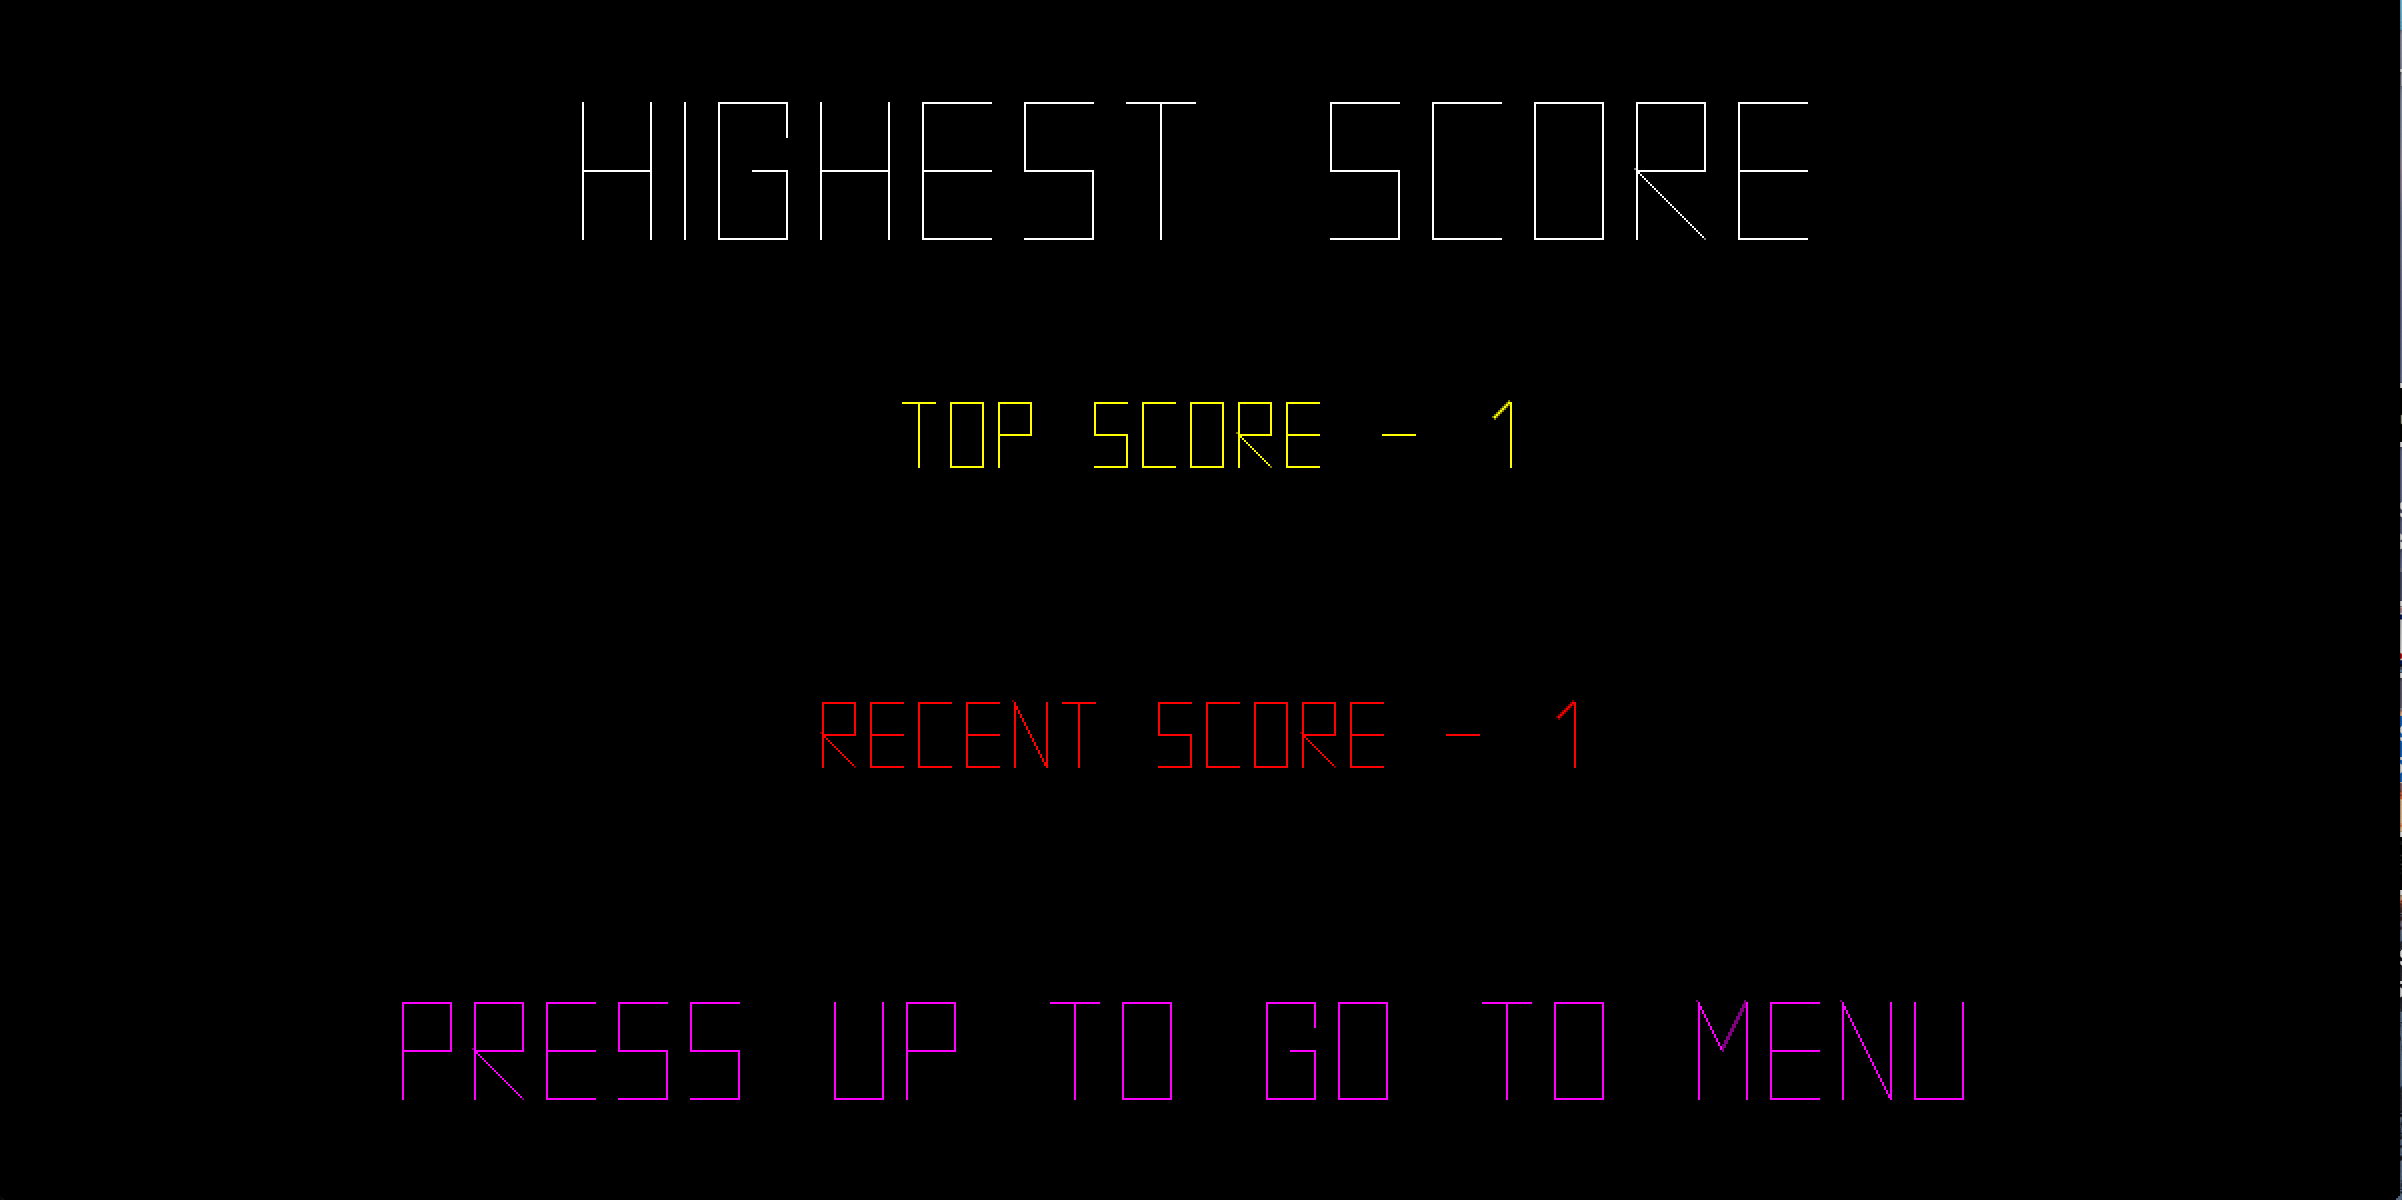 HIGHEST SCORE
TOP SCORE - 1
RECENT SCORE - 1
PRESS UP TO GO TO MENU